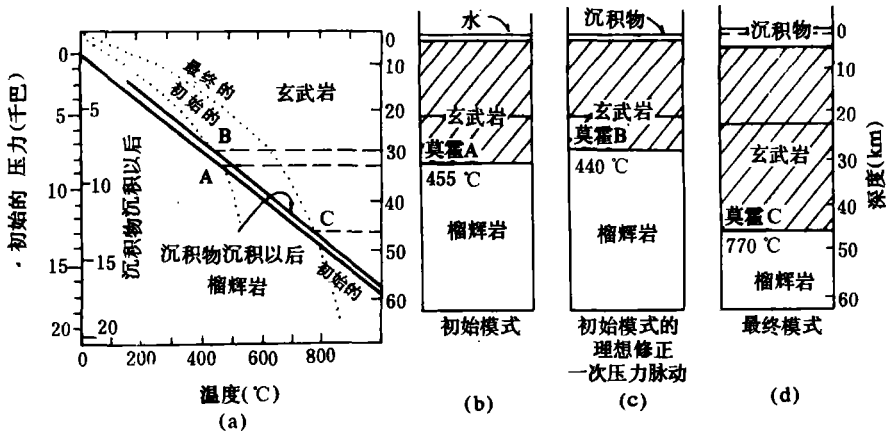 初始的 压力(千巴)
沉积物沉积以后
0
5
10
15
20
5
10
15
20
最终的
初始的
玄武岩
B
A
C
沉积物沉积以后
榴辉岩
初始的
0
10
20
30
40
50
60
0
200
400
600
800
温度(℃)
(a)
水
玄武岩
莫霍A
455 ℃
榴辉岩
初始模式
(b)
沉积物
玄武岩
莫霍B
440 ℃
榴辉岩
初始模式的
理想修正
一次压力脉动
(c)
沉积物
玄武岩
莫霍C
770 ℃
榴辉岩
最终模式
(d)
0
10
20
30
40
50
60
深度(km)